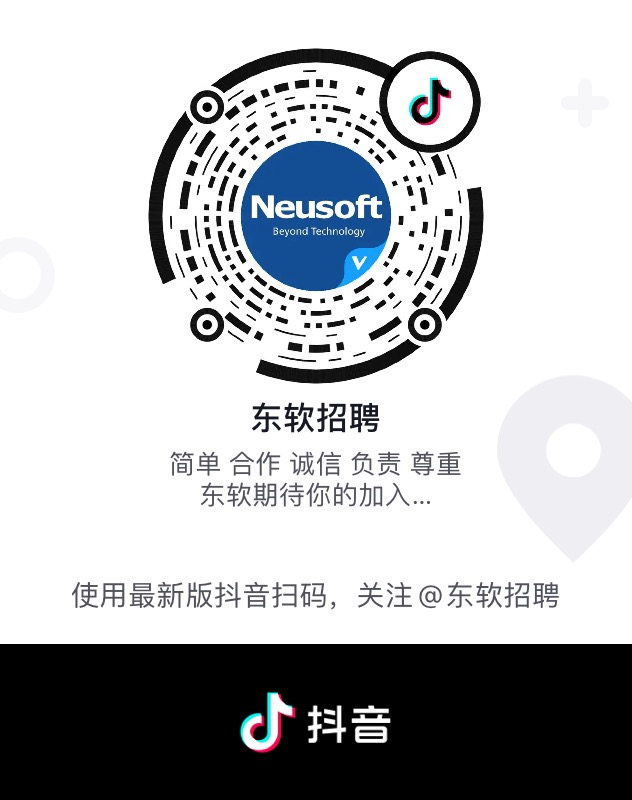 Neusoft
Beyond Technology
东软招聘
简单 合作 诚信 负责 尊重
东软期待你的加入...
使用最新版抖音扫码，关注@东软招聘
抖音